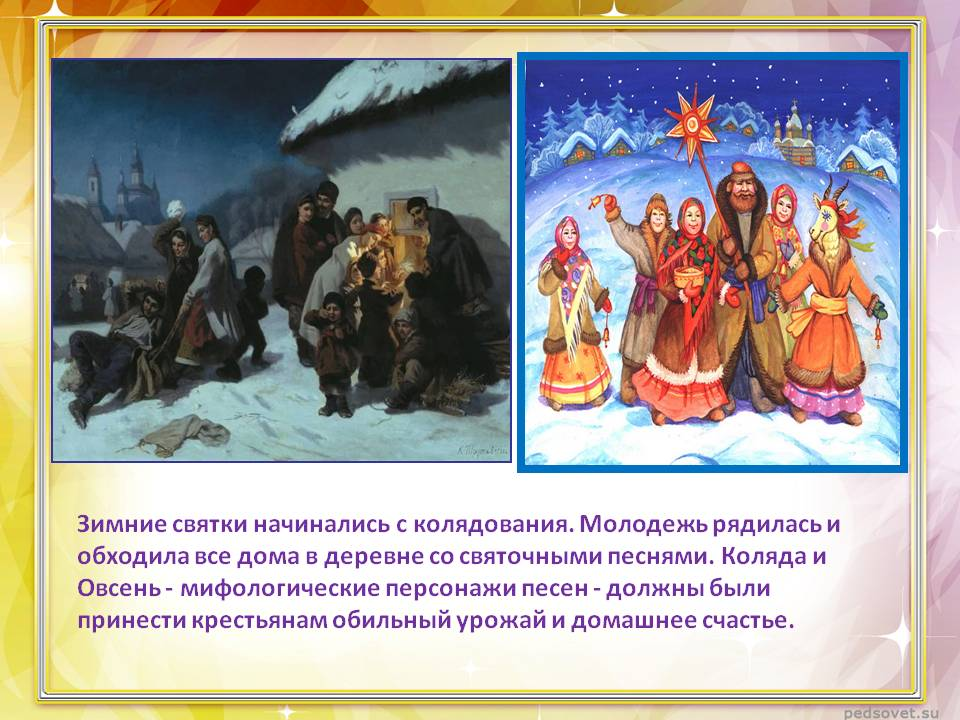 Зимние святки начинались с колядования. Молодежь рядилась и
обходила все дома в деревне со святочными песнями. Коляда и
Овсень - мифологические персонажи песен - должны были
принести крестьянам обильный урожай и домашнее счастье.
pedsovet.su